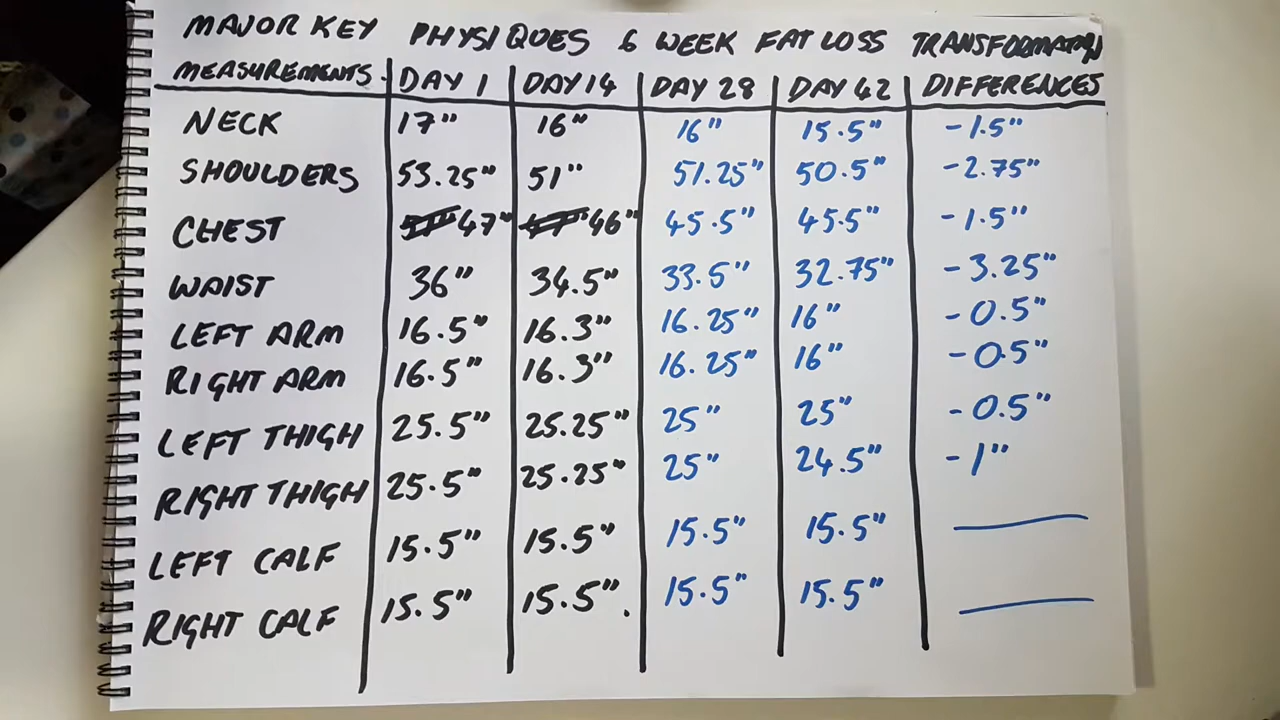 MAJOR KEY PHYSIQUES 6 WEEK FAT LOSS TRANSFORMATION
MEASUREMENTS. DAY 1 DAY 14 DAY 28 DAY 42 DIFFERENCES
NECK 17" 16" 16" 15.5" -1.5"
SHOULDERS 53.25" 51" 51.25" 50.5" -2.75"
CHEST 47" 46" 45.5" 45.5" -1.5"
WAIST 36" 34.5" 33.5" 32.75" -3.25"
LEFT ARM 16.5" 16.3" 16.25" 16" -0.5"
RIGHT ARM 16.5" 16.3" 16.25" 16" -0.5"
LEFT THIGH 25.5" 25.25" 25" 25" -0.5"
RIGHT THIGH 25.5" 25.25" 25" 24.5" -1"
LEFT CALF 15.5" 15.5" 15.5" 15.5"
RIGHT CALF 15.5" 15.5". 15.5" 15.5"